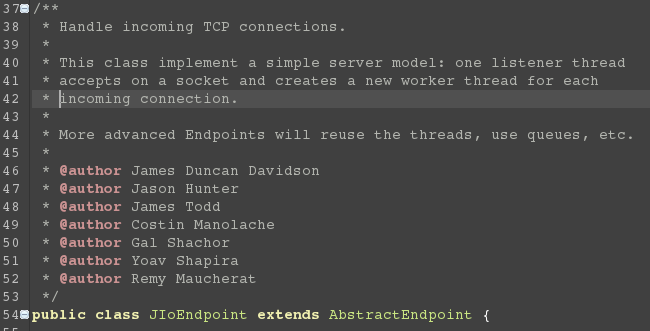 37 /**
38  * Handle incoming TCP connections.
39  *
40  * This class implement a simple server model: one listener thread
41  * accepts on a socket and creates a new worker thread for each
42  * incoming connection.
43  *
44  * More advanced Endpoints will reuse the threads, use queues, etc.
45  *
46  * @author James Duncan Davidson
47  * @author Jason Hunter
48  * @author James Todd
49  * @author Costin Manolache
50  * @author Gal Shachor
51  * @author Yoav Shapira
52  * @author Remy Maucherat
53  */
54 public class JIoEndpoint extends AbstractEndpoint {